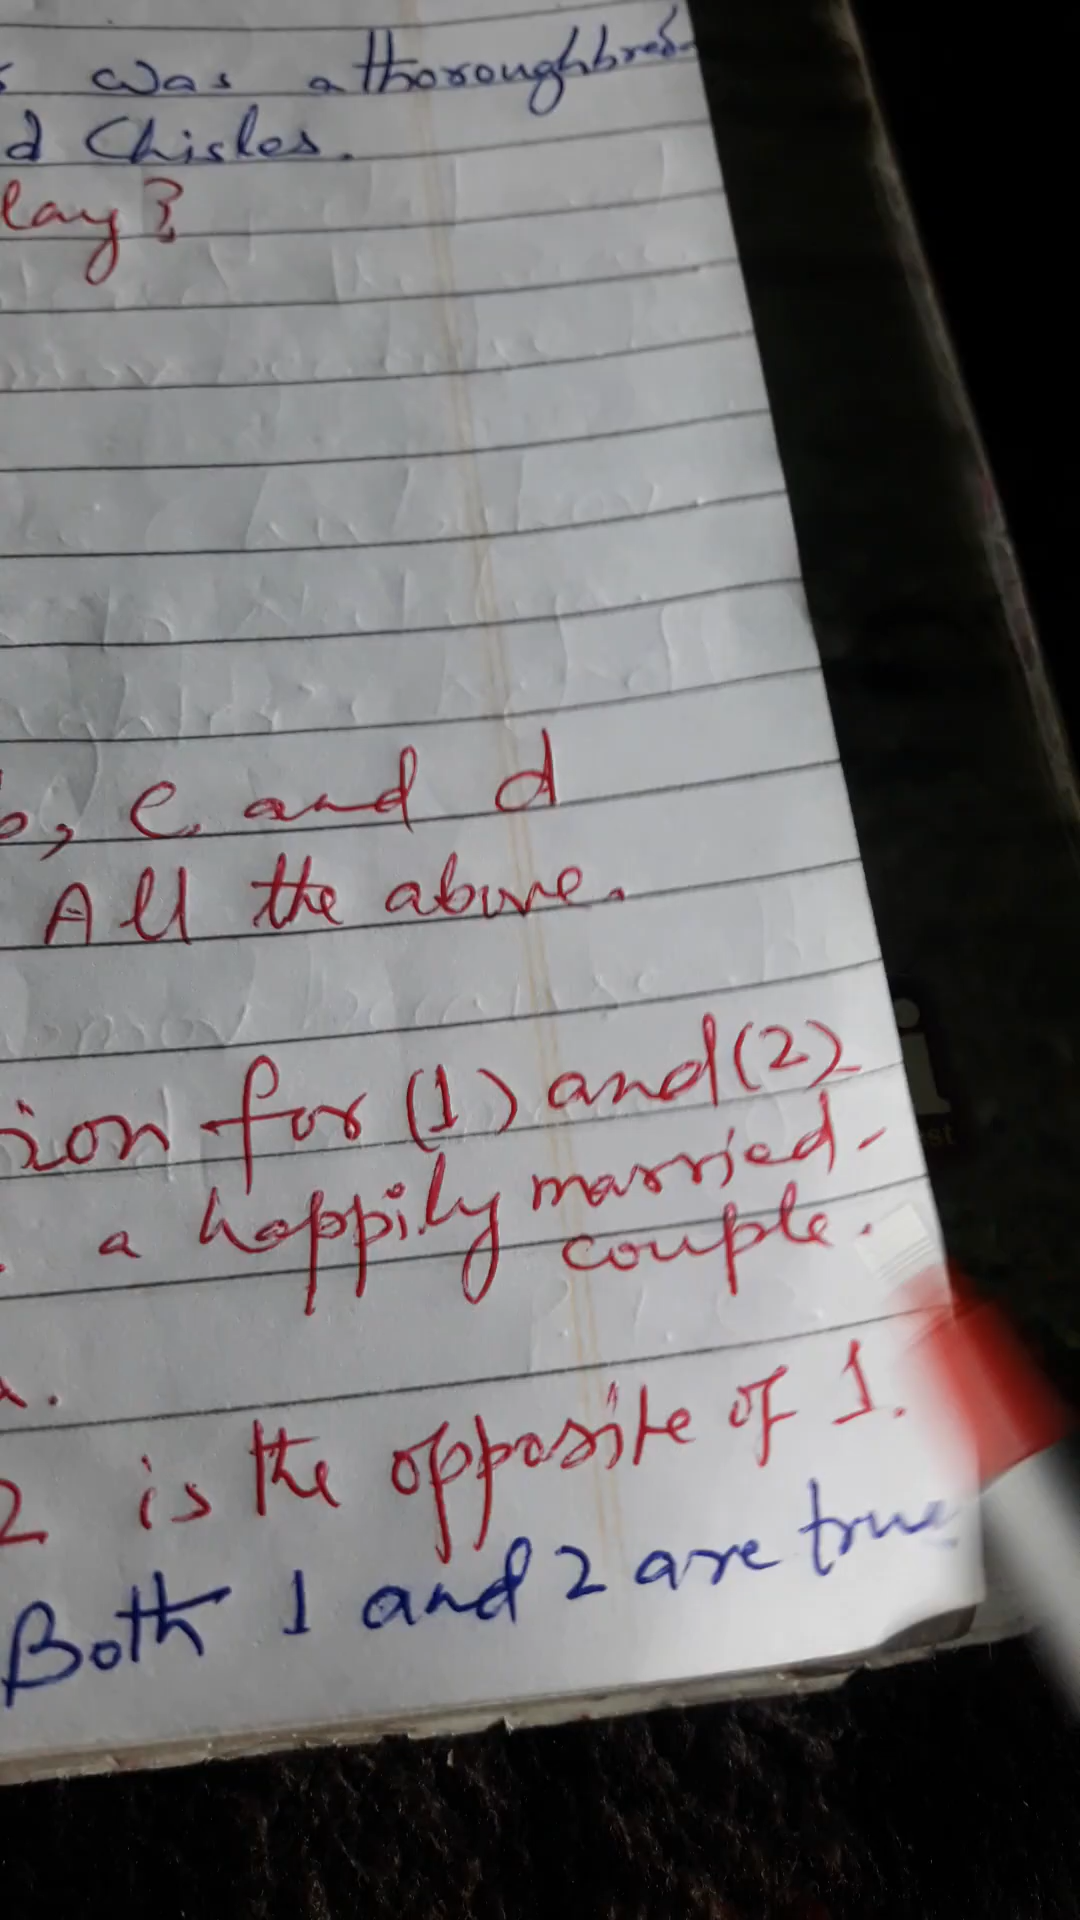 was a thoroughbred-
d Chisles.
lay?
b, c and d
All the above.
ion for (1) and (2)
a happily married-
couple.
2 is the opposite of 1.
Both 1 and 2 are true